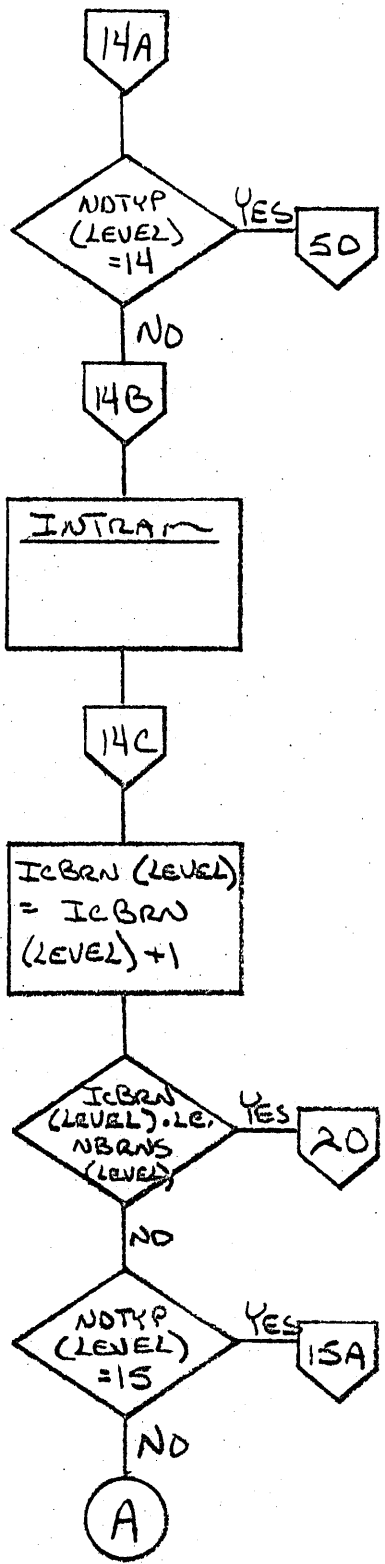 14A
NDTYP
(LEVEL)
=14
YES
50
NO
14B
INTRAN
14C
ICBRN (LEVEL)
= ICBRN
(LEVEL) +1
ICBRN
(LEVEL).LE.
NBRNS
(LEVEL)
YES
20
NO
NDTYP
(LEVEL)
=15
YES
15A
NO
A